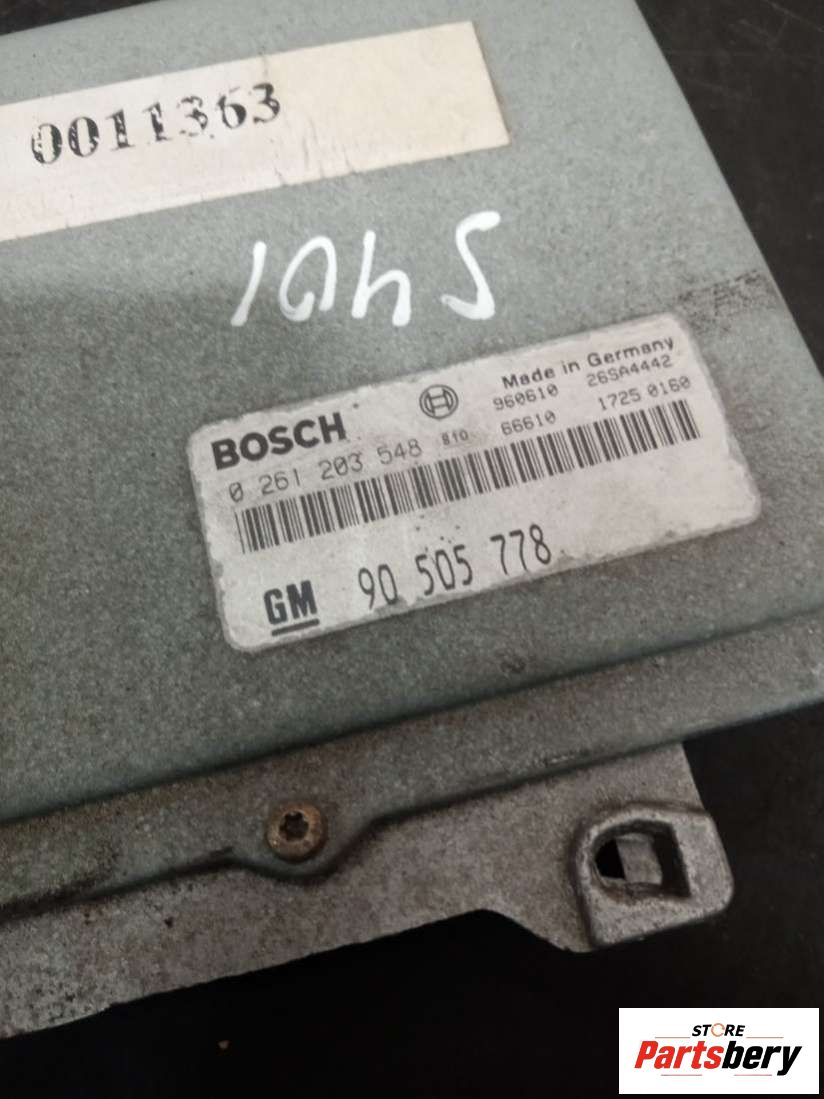 0011363
Made in Germany
BOSCH 960610 26SA4442
0 261 203 548 810 66610 1725 0160
GM 90 505 778
STORE
Partsbery